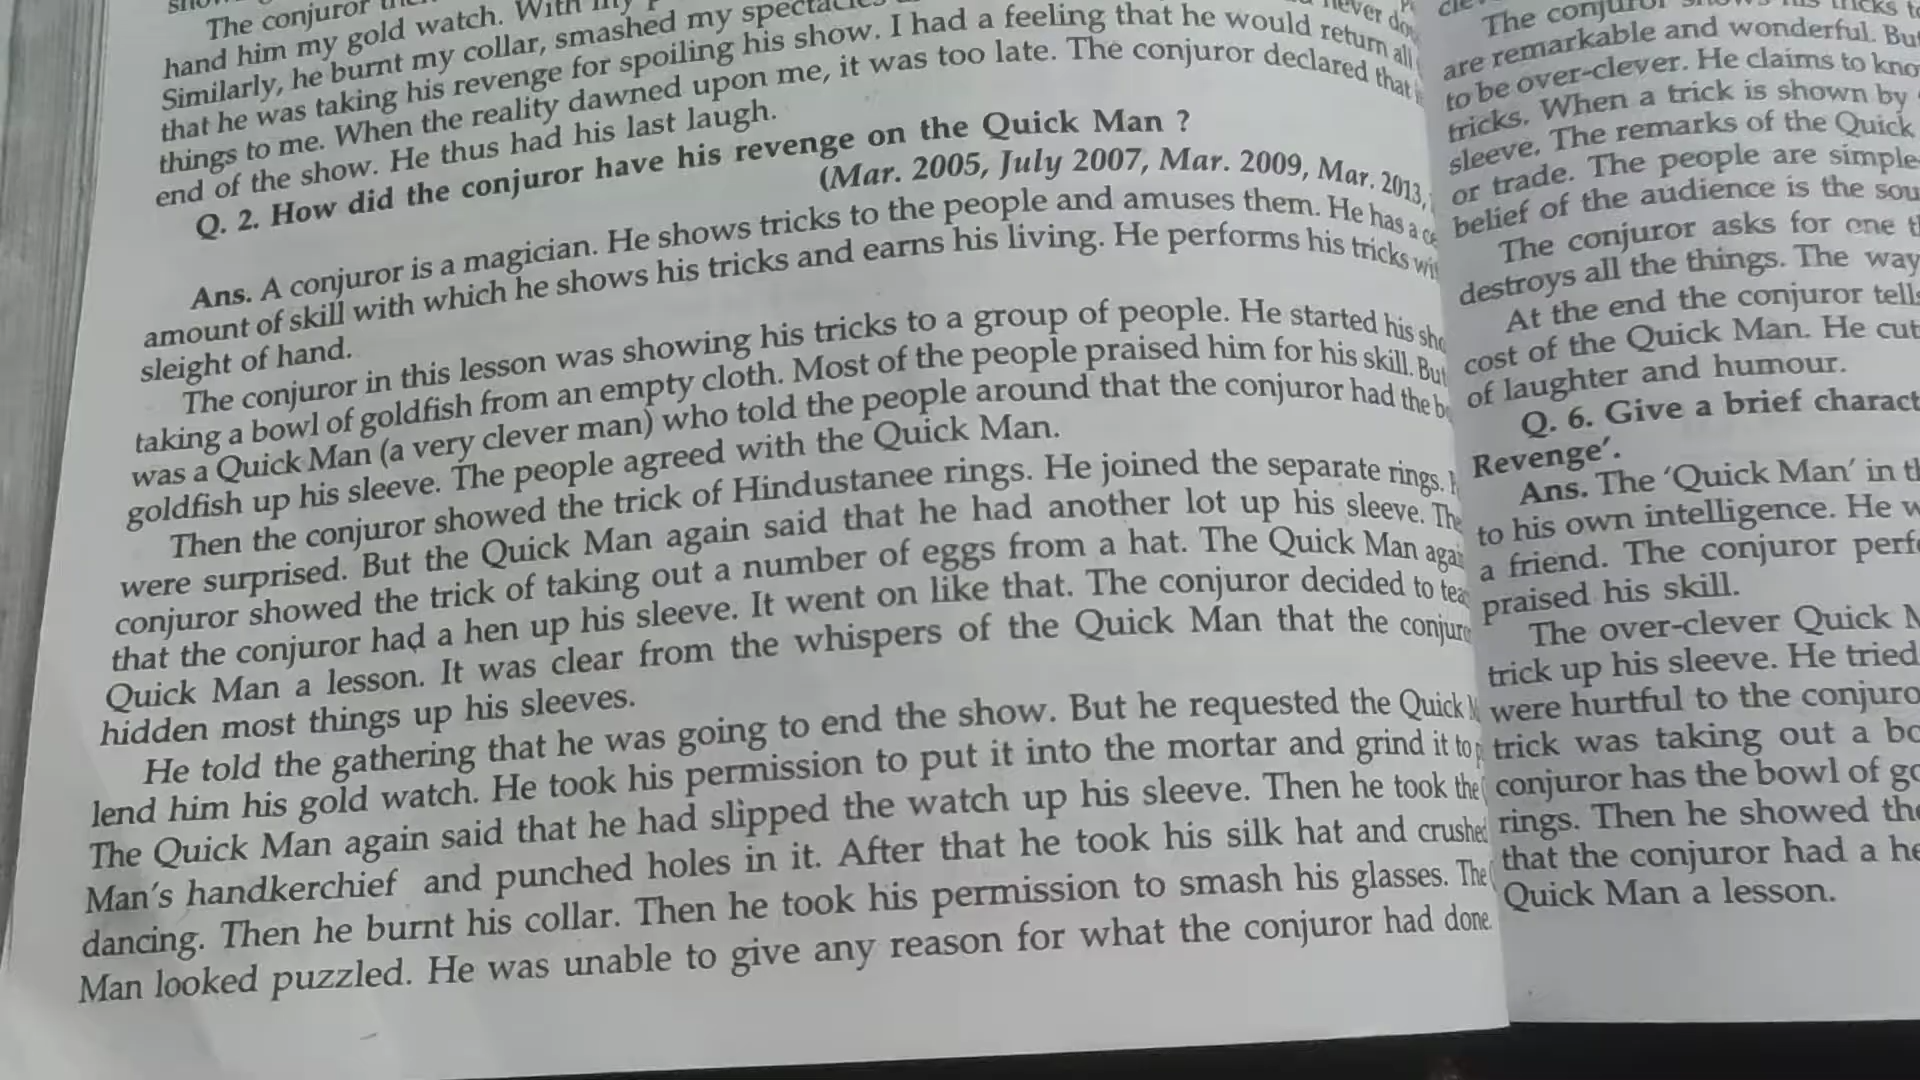 The conjuror
hand him my gold watch. With my
Similarly, he burnt my collar, smashed my spectacles
that he was taking his revenge for spoiling his show. I had a feeling that he would return all
things to me. When the reality dawned upon me, it was too late. The conjuror declared that
end of the show. He thus had his last laugh.
Q. 2. How did the conjuror have his revenge on the Quick Man ?
(Mar. 2005, July 2007, Mar. 2009, Mar. 2013,
Ans. A conjuror is a magician. He shows tricks to the people and amuses them. He has a
amount of skill with which he shows his tricks and earns his living. He performs his tricks
sleight of hand.
The conjuror in this lesson was showing his tricks to a group of people. He started his
taking a bowl of goldfish from an empty cloth. Most of the people praised him for his skill. But
was a Quick Man (a very clever man) who told the people around that the conjuror had the
goldfish up his sleeve. The people agreed with the Quick Man.
Then the conjuror showed the trick of Hindustanee rings. He joined the separate rings.
were surprised. But the Quick Man again said that he had another lot up his sleeve. The
conjuror showed the trick of taking out a number of eggs from a hat. The Quick Man
that the conjuror had a hen up his sleeve. It went on like that. The conjuror decided to
Quick Man a lesson. It was clear from the whispers of the Quick Man that the
hidden most things up his sleeves.
He told the gathering that he was going to end the show. But he requested the Quick
lend him his gold watch. He took his permission to put it into the mortar and grind it to
The Quick Man again said that he had slipped the watch up his sleeve. Then he took the
Man's handkerchief and punched holes in it. After that he took his silk hat and crushed
dancing. Then he burnt his collar. Then he took his permission to smash his glasses. The
Man looked puzzled. He was unable to give any reason for what the conjuror had done.
The conjuror shows his tricks
are remarkable and wonderful. But
to be over-clever. He claims to
tricks. When a trick is shown by
sleeve. The remarks of the Quick
or trade. The people are simple
belief of the audience is the
The conjuror asks for one
destroys all the things. The way
At the end the conjuror
cost of the Quick Man. He cut
of laughter and humour.
Q. 6. Give a brief
Revenge'.
Ans. The 'Quick Man' in
to his own intelligence. He
a friend. The conjuror
praised his skill.
The over-clever Quick
trick up his sleeve. He tried
were hurtful to the
trick was taking out a
conjuror has the bowl of
rings. Then he showed
that the conjuror had a
Quick Man a lesson.